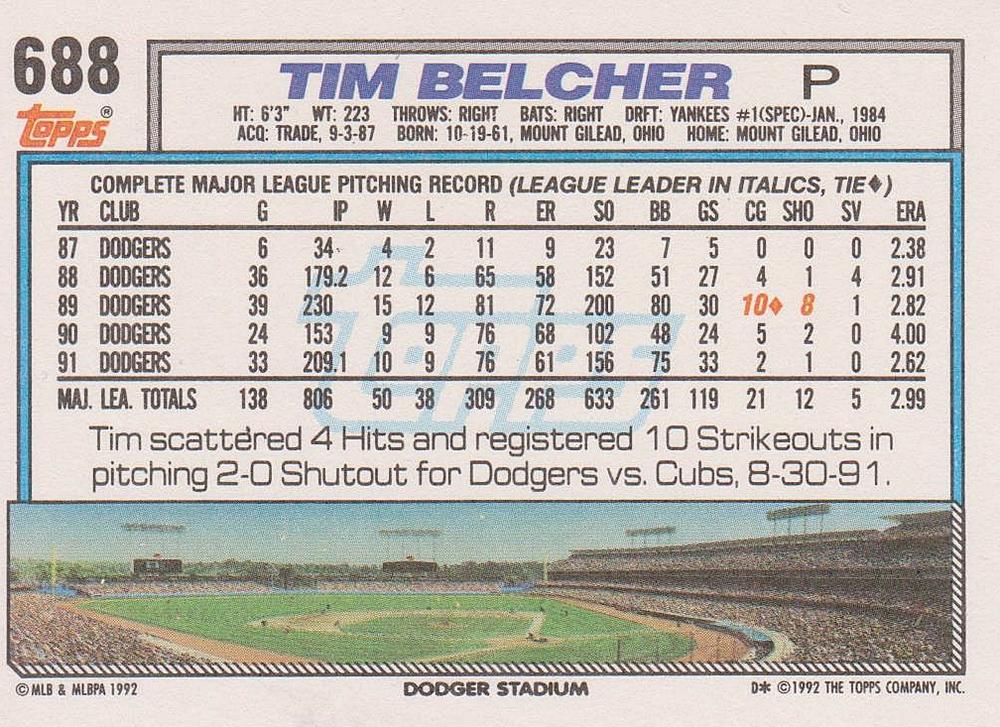 688
TIM BELCHER P
Topps®
HT: 6'3" WT: 223 THROWS: RIGHT BATS: RIGHT DRFT: YANKEES #1(SPEC)-JAN., 1984
ACQ: TRADE, 9-3-87 BORN: 10-19-61, MOUNT GILEAD, OHIO HOME: MOUNT GILEAD, OHIO
COMPLETE MAJOR LEAGUE PITCHING RECORD (LEAGUE LEADER IN ITALICS, TIE♦)
YR CLUB G IP W L R ER SO BB GS CG SHO SV ERA
87 DODGERS 6 34 4 2 11 9 23 7 5 0 0 0 2.38
88 DODGERS 36 179.2 12 6 65 58 152 51 27 4 1 4 2.91
89 DODGERS 39 230 15 12 81 72 200 80 30 10♦ 8 1 2.82
90 DODGERS 24 153 9 9 76 68 102 48 24 5 2 0 4.00
91 DODGERS 33 209.1 10 9 76 61 156 75 33 2 1 0 2.62
MAJ. LEA. TOTALS 138 806 50 38 309 268 633 261 119 21 12 5 2.99
Topps
Tim scattered 4 Hits and registered 10 Strikeouts in
pitching 2-0 Shutout for Dodgers vs. Cubs, 8-30-91.
© MLB & MLBPA 1992 DODGER STADIUM D* © 1992 THE TOPPS COMPANY, INC.